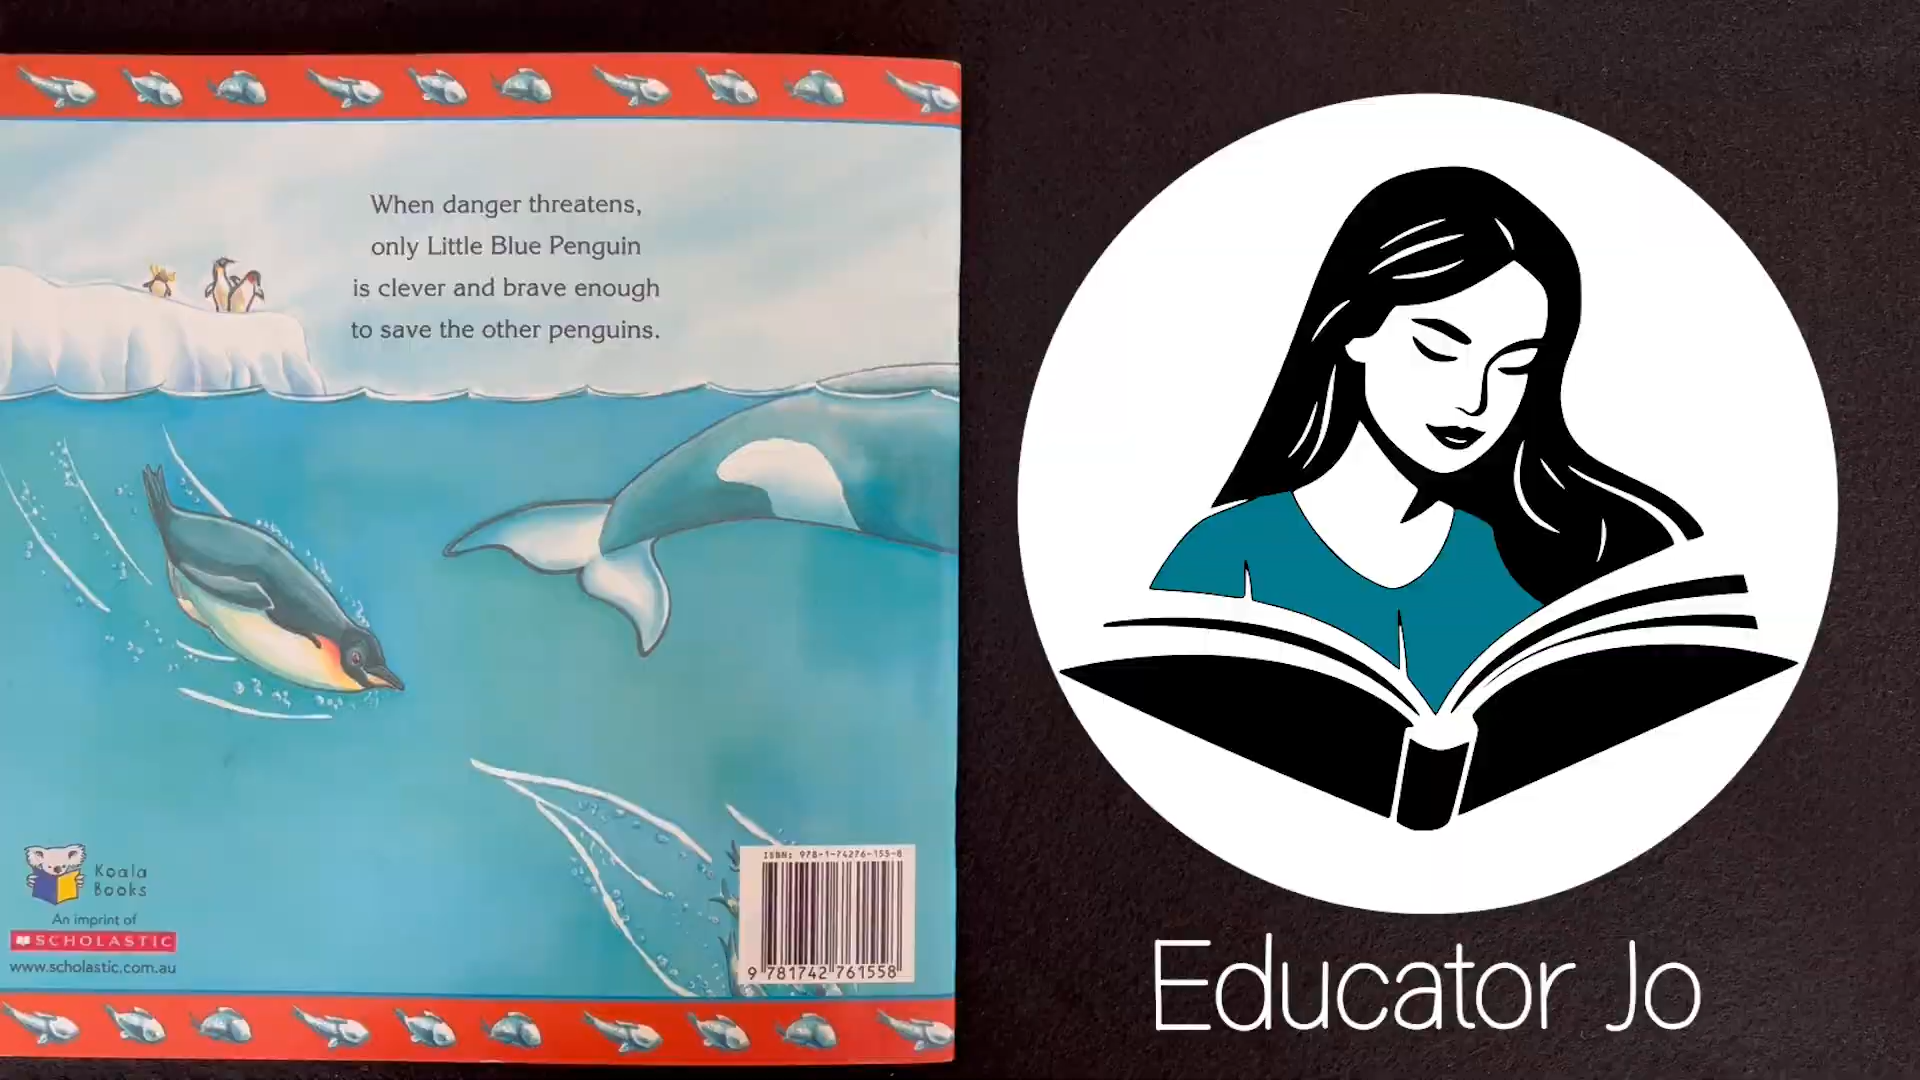 When danger threatens,
only Little Blue Penguin
is clever and brave enough
to save the other penguins.
Koala
Books
An imprint of
SCHOLASTIC
www.scholastic.com.au
ISBN: 978-1-74276-155-8
9 781742 761558
Educator Jo